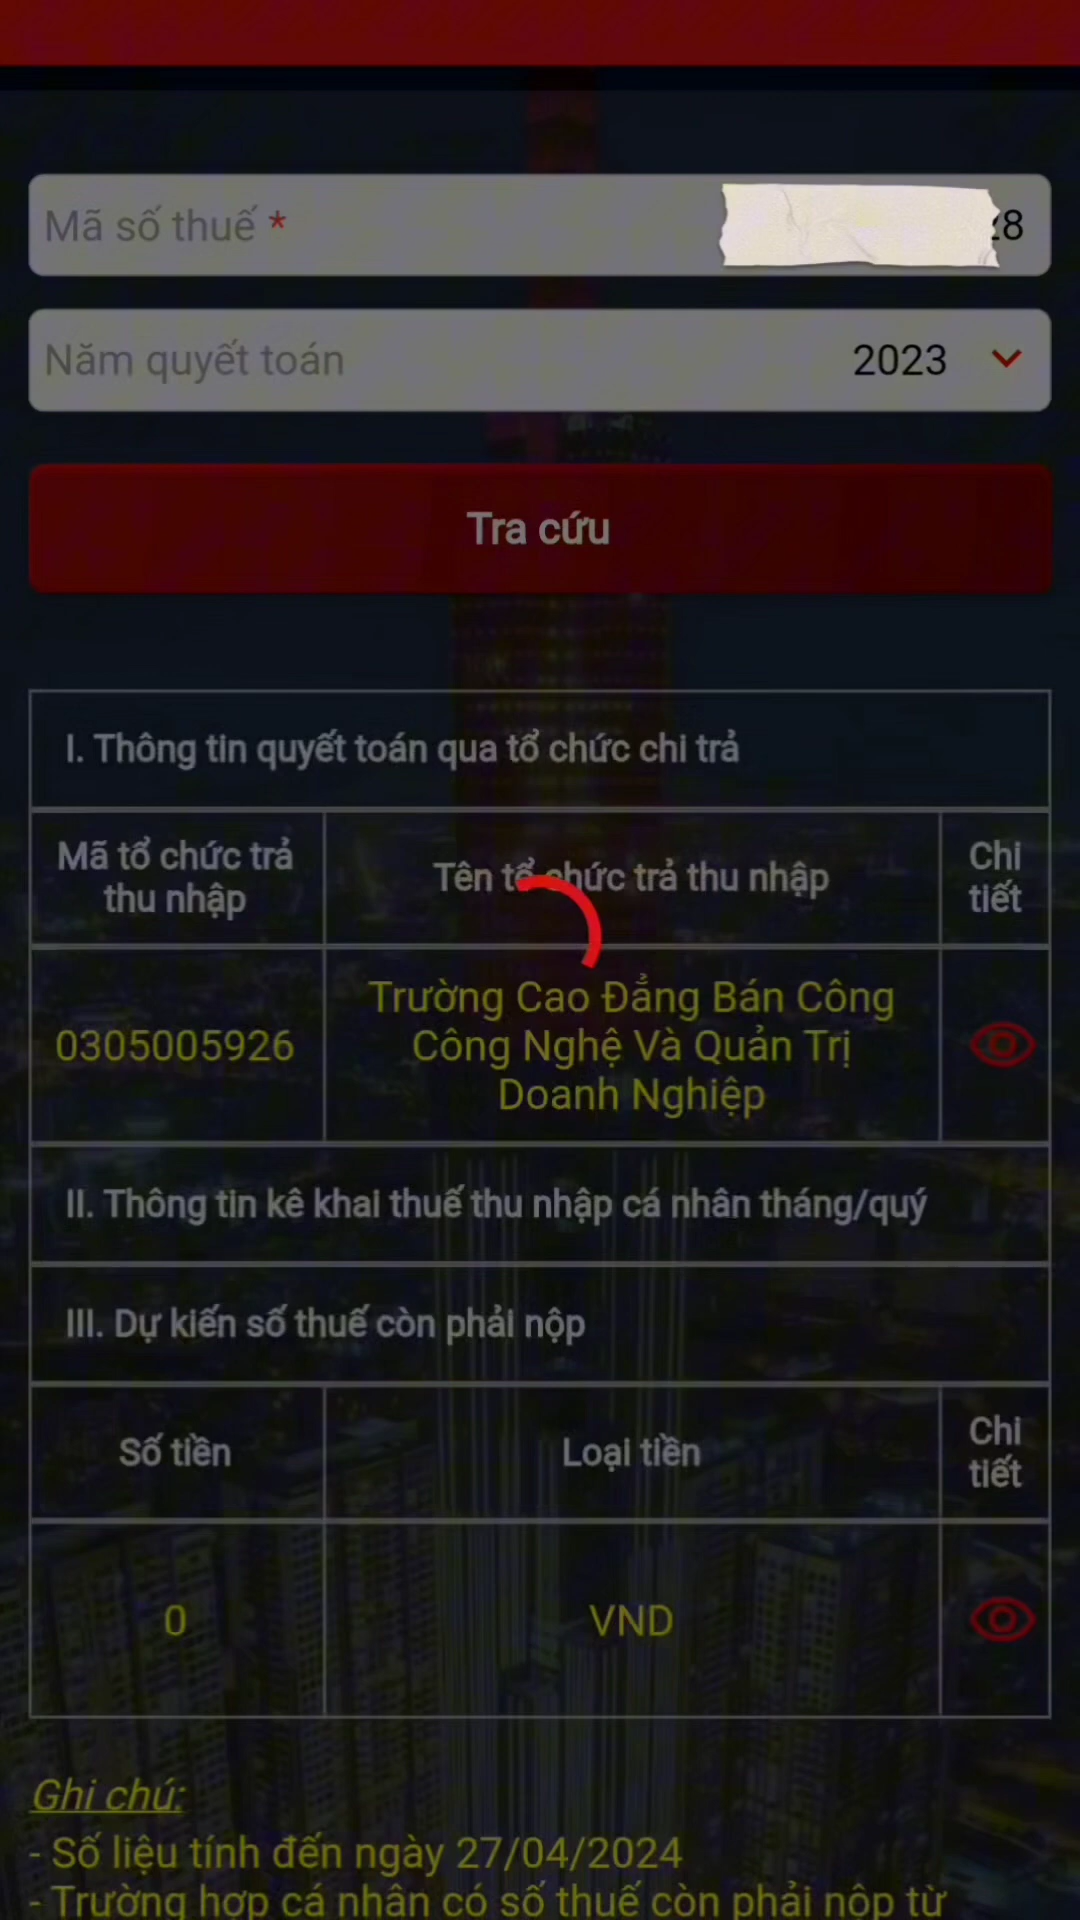 Mã số thuế *
28
Năm quyết toán
2023
Tra cứu
I. Thông tin quyết toán qua tổ chức chi trả
Mã tổ chức trả
thu nhập
Tên tổ chức trả thu nhập
Chi
tiết
0305005926
Trường Cao Đẳng Bán Công
Công Nghệ Và Quản Trị
Doanh Nghiệp
II. Thông tin kê khai thuế thu nhập cá nhân tháng/quý
III. Dự kiến số thuế còn phải nộp
Số tiền
Loại tiền
Chi
tiết
0
VND
Ghi chú:
- Số liệu tính đến ngày 27/04/2024
- Trường hợp cá nhân có số thuế còn phải nộp từ